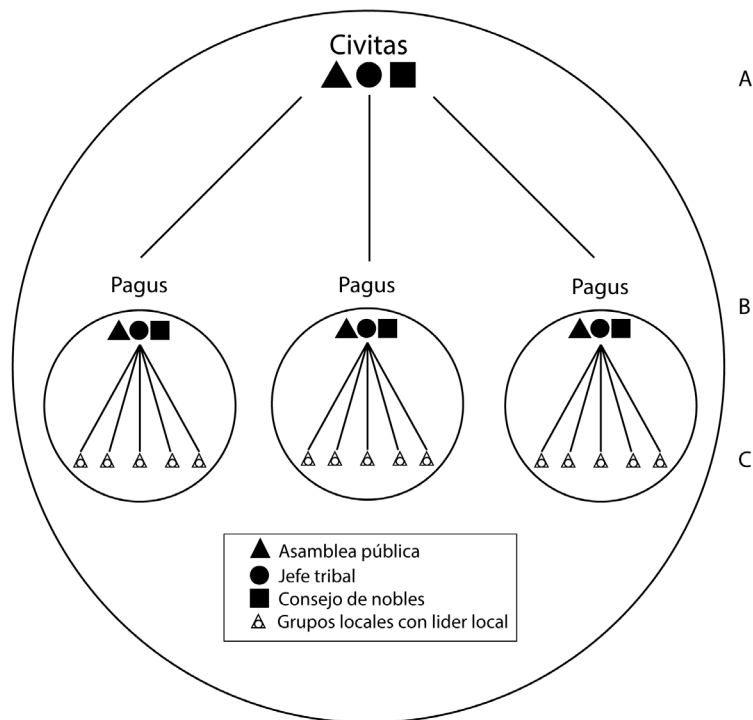 Civitas
A
Pagus
Pagus
Pagus
B
C
Asamblea pública
Jefe tribal
Consejo de nobles
Grupos locales con lider local